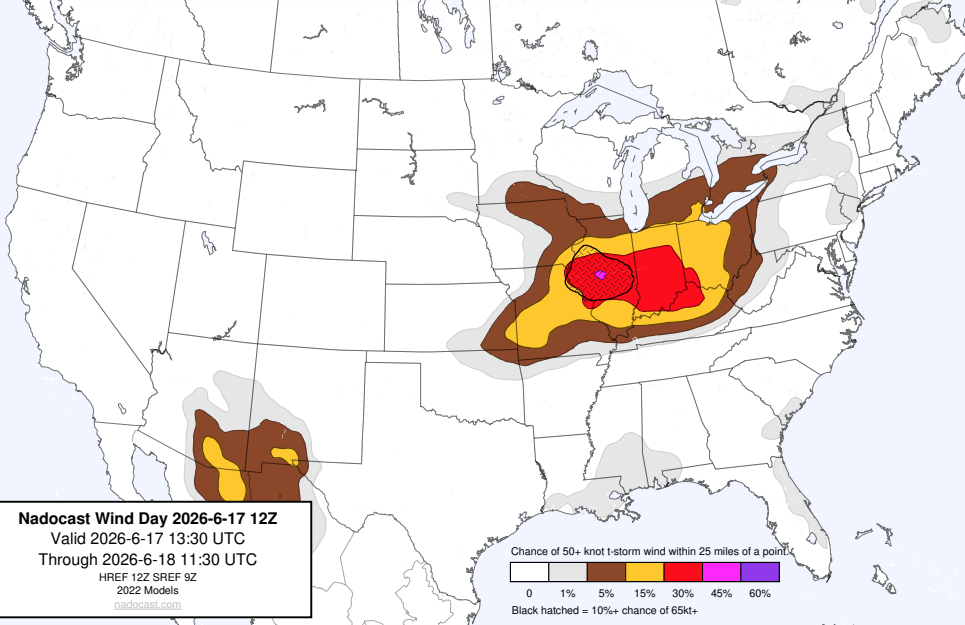 Nadocast Wind Day 2026-6-17 12Z
Valid 2026-6-17 13:30 UTC
Through 2026-6-18 11:30 UTC
HREF 12Z SREF 9Z
2022 Models
nadocast.com
Chance of 50+ knot t-storm wind within 25 miles of a point.
0 1% 5% 15% 30% 45% 60%
Black hatched = 10%+ chance of 65kt+